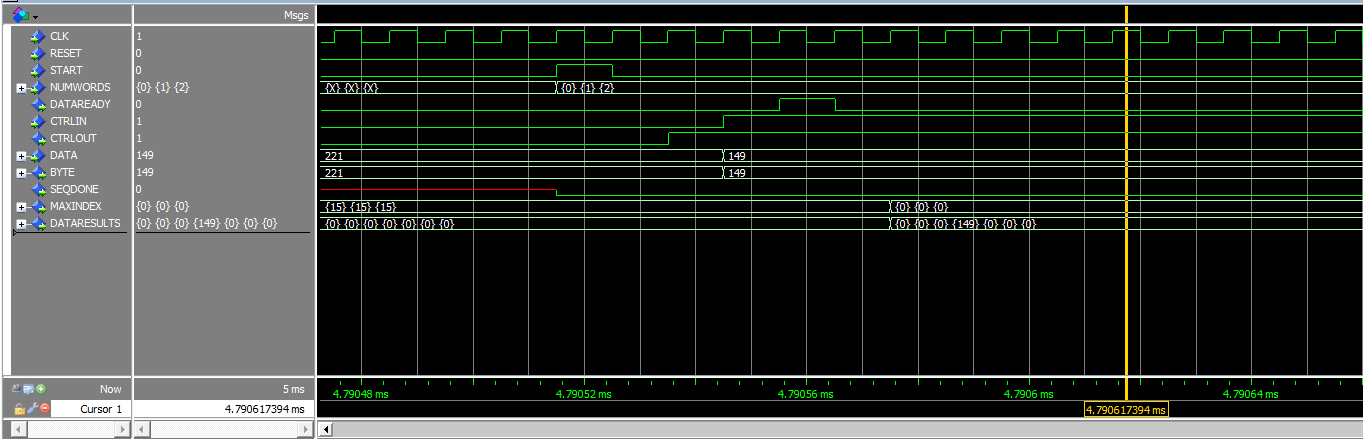 Msgs
CLK 1
RESET 0
START 0
NUMWORDS {0} {1} {2} {X} {X} {X} {0} {1} {2}
DATAREADY 0
CTRLIN 1
CTRLOUT 1
DATA 149 221 149
BYTE 149 221 149
SEQDONE 0
MAXINDEX {0} {0} {0} {15} {15} {15} {0} {0} {0}
DATARESULTS {0} {0} {0} {149} {0} {0} {0} {0} {0} {0} {0} {0} {0} {0} {0} {0} {0} {149} {0} {0} {0}
Now 5 ms 4.79048 ms 4.79052 ms 4.79056 ms 4.7906 ms 4.79064 ms
Cursor 1 4.790617394 ms 4.790617394 ms